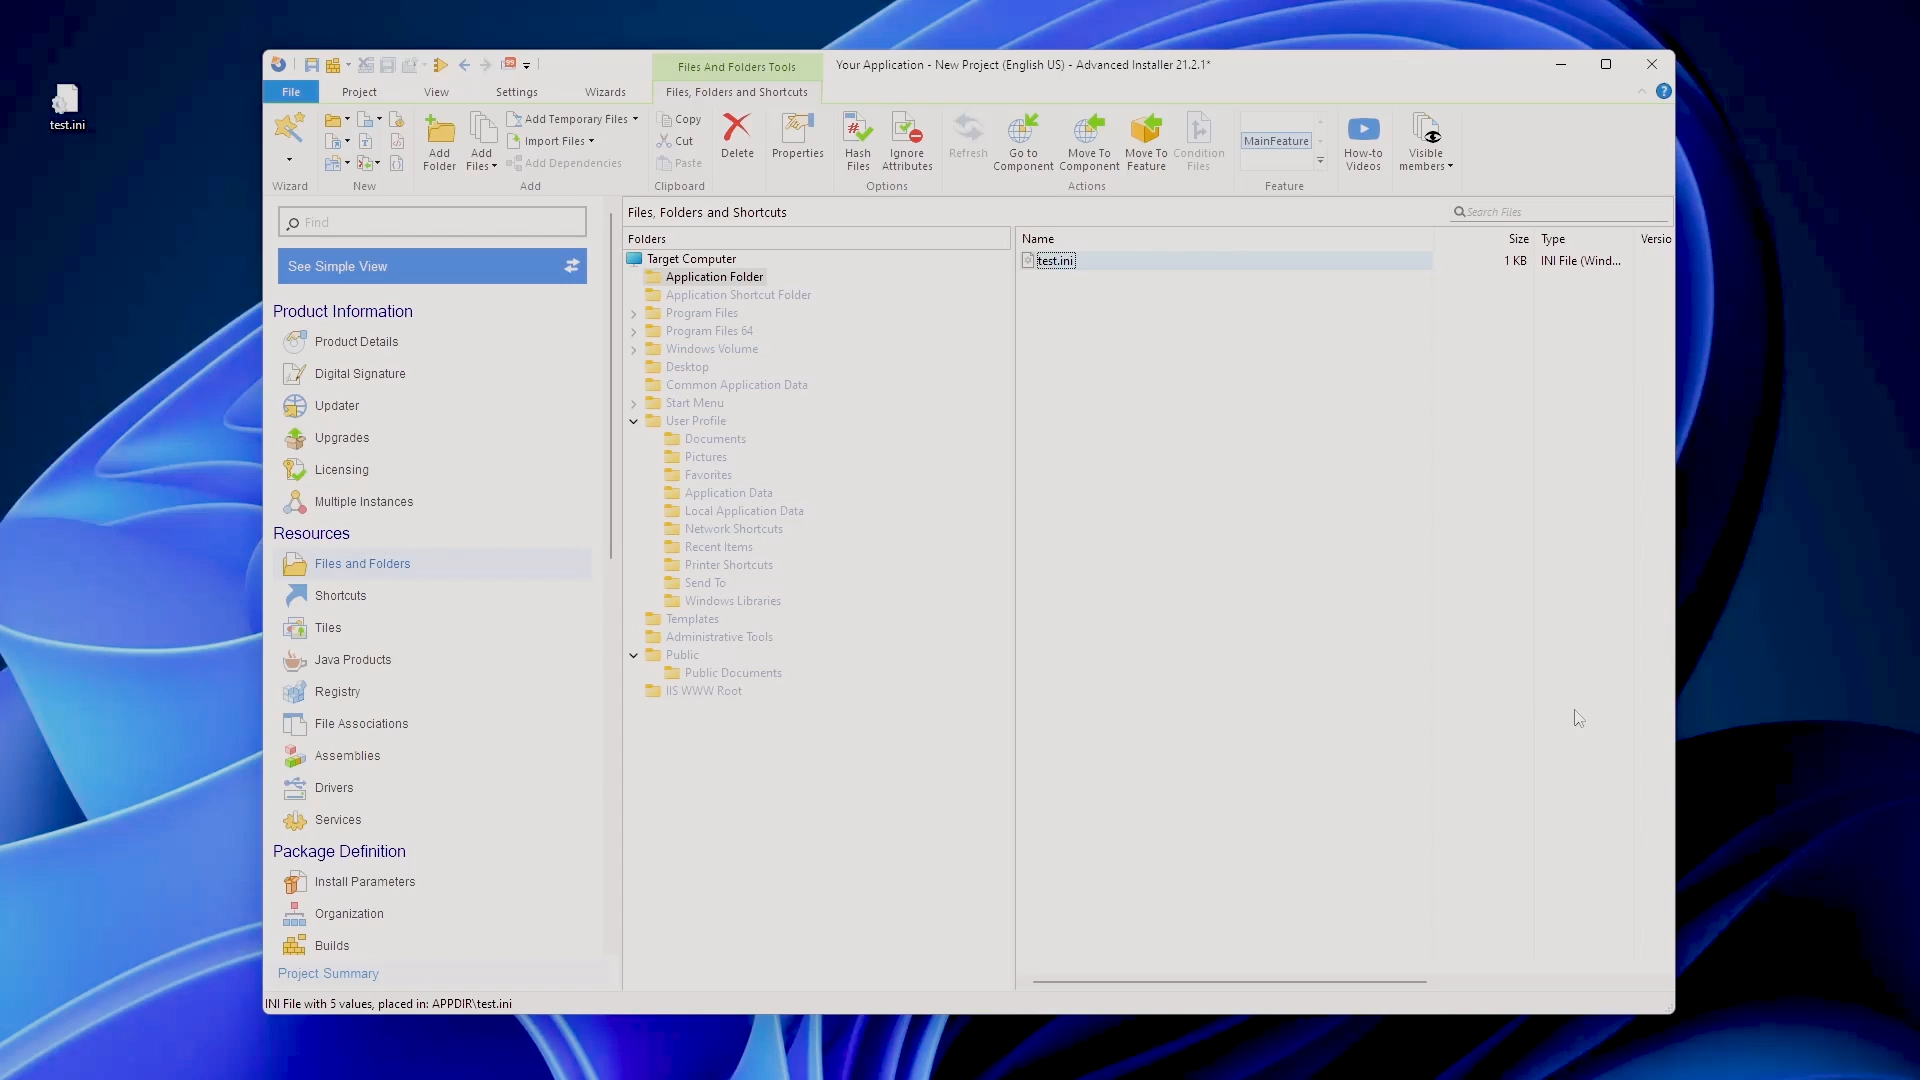 test.ini
99
Files And Folders Tools
Your Application - New Project (English US) - Advanced Installer 21.2.1*
File
Project
View
Settings
Wizards
Files, Folders and Shortcuts
?
Wizard
New
Add Folder
Add Files
Add Temporary Files
Import Files
Add Dependencies
Add
Copy
Cut
Paste
Clipboard
Delete
Properties
Hash Files
Ignore Attributes
Options
Refresh
Go to Component
Move To Component
Move To Feature
Condition Files
Actions
MainFeature
Feature
How-to Videos
Visible members
Find
See Simple View
Product Information
Product Details
Digital Signature
Updater
Upgrades
Licensing
Multiple Instances
Resources
Files and Folders
Shortcuts
Tiles
Java Products
Registry
File Associations
Assemblies
Drivers
Services
Package Definition
Install Parameters
Organization
Builds
Project Summary
Files, Folders and Shortcuts
Search Files
Folders
Target Computer
Application Folder
Application Shortcut Folder
Program Files
Program Files 64
Windows Volume
Desktop
Common Application Data
Start Menu
User Profile
Documents
Pictures
Favorites
Application Data
Local Application Data
Network Shortcuts
Recent Items
Printer Shortcuts
Send To
Windows Libraries
Templates
Administrative Tools
Public
Public Documents
IIS WWW Root
Name Size Type Versio
test.ini 1 KB INI File (Wind...
INI File with 5 values, placed in: APPDIR\test.ini